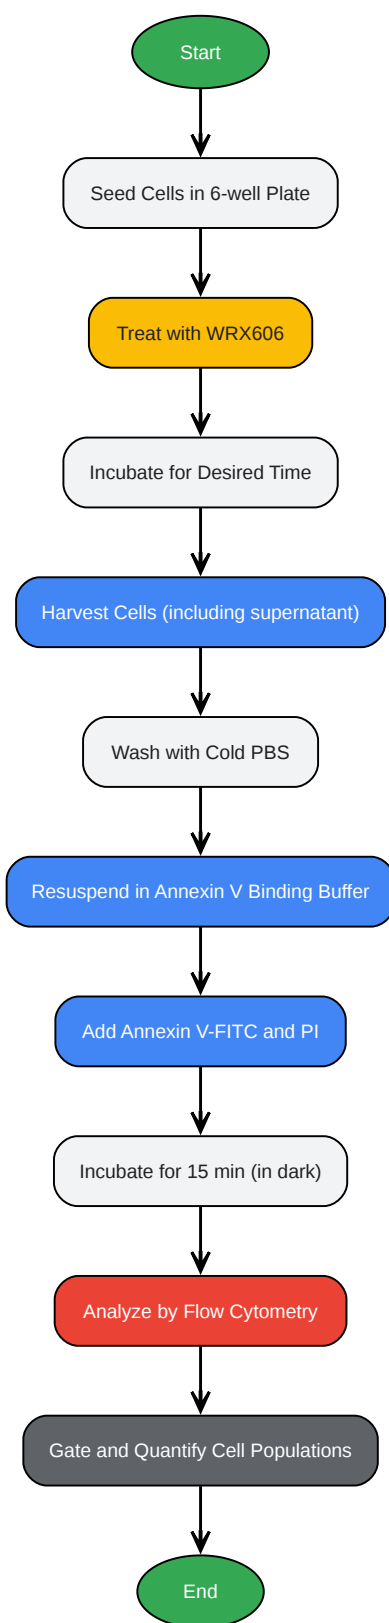 Start
Seed Cells in 6-well Plate
Treat with WRX606
Incubate for Desired Time
Harvest Cells (including supernatant)
Wash with Cold PBS
Resuspend in Annexin V Binding Buffer
Add Annexin V-FITC and PI
Incubate for 15 min (in dark)
Analyze by Flow Cytometry
Gate and Quantify Cell Populations
End